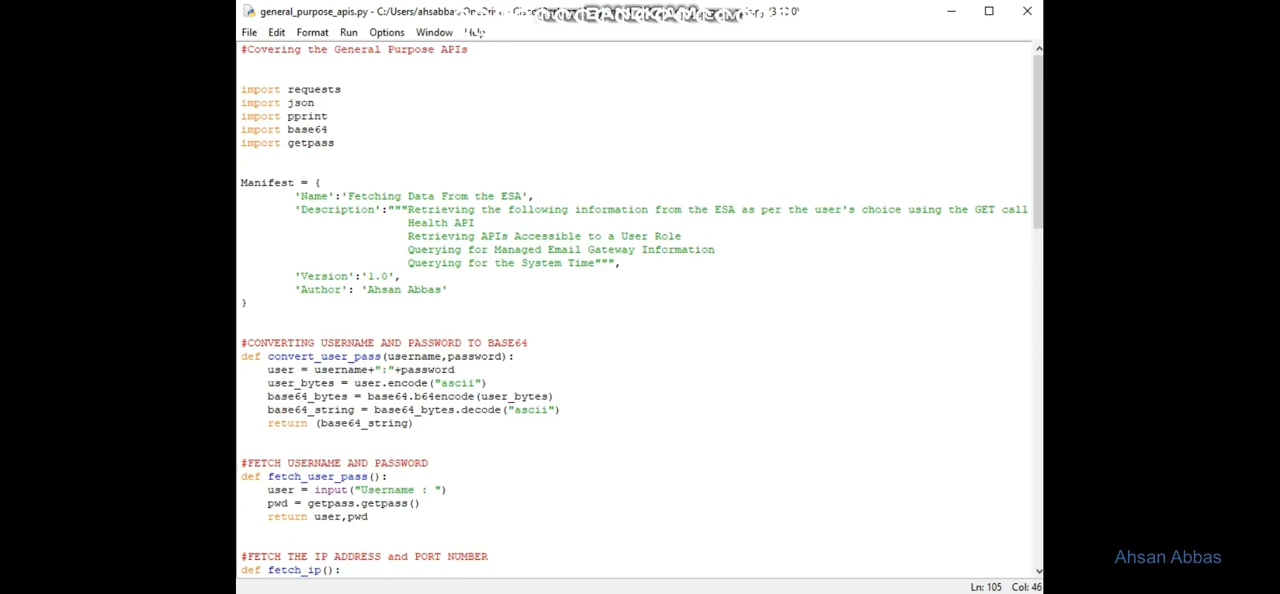 general_purpose_apis.py - C:/Users/ahsabbas
File Edit Format Run Options Window Help
#Covering the General Purpose APIs
import requests
import json
import pprint
import base64
import getpass
Manifest = {
'Name':'Fetching Data From the ESA',
'Description':"""Retrieving the following information from the ESA as per the user's choice using the GET call
Health API
Retrieving APIs Accessible to a User Role
Querying for Managed Email Gateway Information
Querying for the System Time""",
'Version':'1.0',
'Author': 'Ahsan Abbas'
}
#CONVERTING USERNAME AND PASSWORD TO BASE64
def convert_user_pass(username,password):
user = username+":"+password
user_bytes = user.encode("ascii")
base64_bytes = base64.b64encode(user_bytes)
base64_string = base64_bytes.decode("ascii")
return (base64_string)
#FETCH USERNAME AND PASSWORD
def fetch_user_pass():
user = input("Username : ")
pwd = getpass.getpass()
return user,pwd
#FETCH THE IP ADDRESS and PORT NUMBER
def fetch_ip():
Ahsan Abbas
Ln: 105 Col: 46